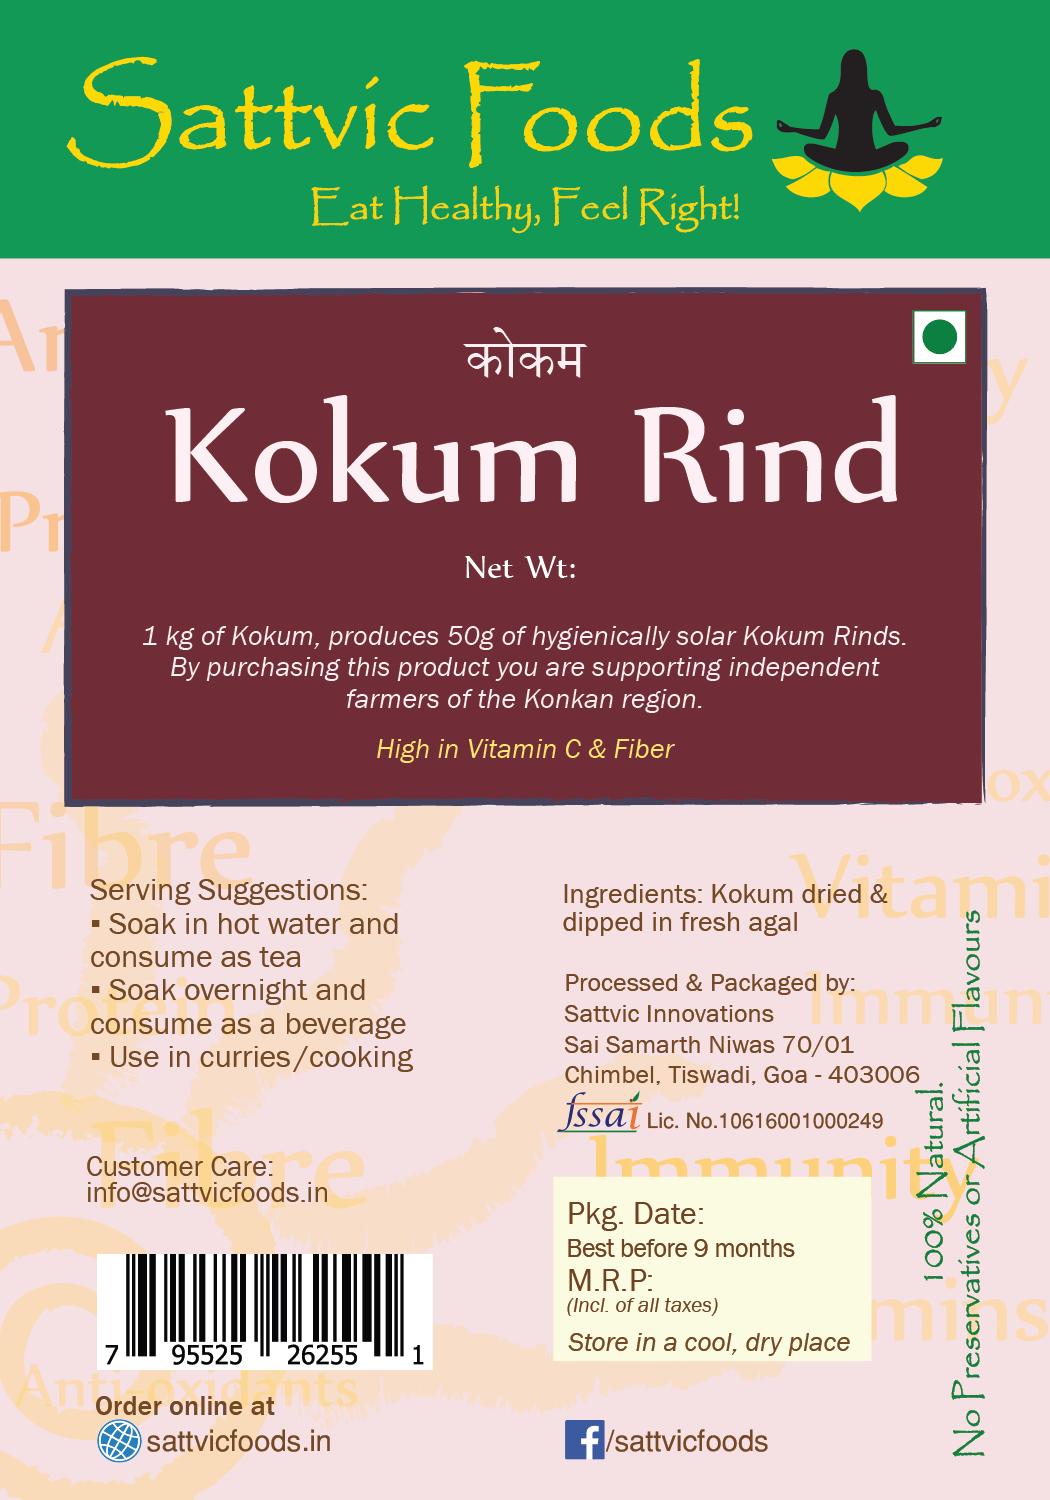 Sattvic Foods
Eat Healthy, Feel Right!
कोकम
Kokum Rind
Net Wt:
1 kg of Kokum, produces 50g of hygienically solar Kokum Rinds.
By purchasing this product you are supporting independent
farmers of the Konkan region.
High in Vitamin C & Fiber
Serving Suggestions:
▪ Soak in hot water and
consume as tea
▪ Soak overnight and
consume as a beverage
▪ Use in curries/cooking
Customer Care:
info@sattvicfoods.in
7 95525 26255 1
Order online at
sattvicfoods.in
Ingredients: Kokum dried &
dipped in fresh agal
Processed & Packaged by:
Sattvic Innovations
Sai Samarth Niwas 70/01
Chimbel, Tiswadi, Goa - 403006
fssai Lic. No.10616001000249
Pkg. Date:
Best before 9 months
M.R.P:
(Incl. of all taxes)
Store in a cool, dry place
/sattvicfoods
100% Natural.
No Preservatives or Artificial Flavours
Fibre
Protein
Fibre
Anti-oxidants
Immunity